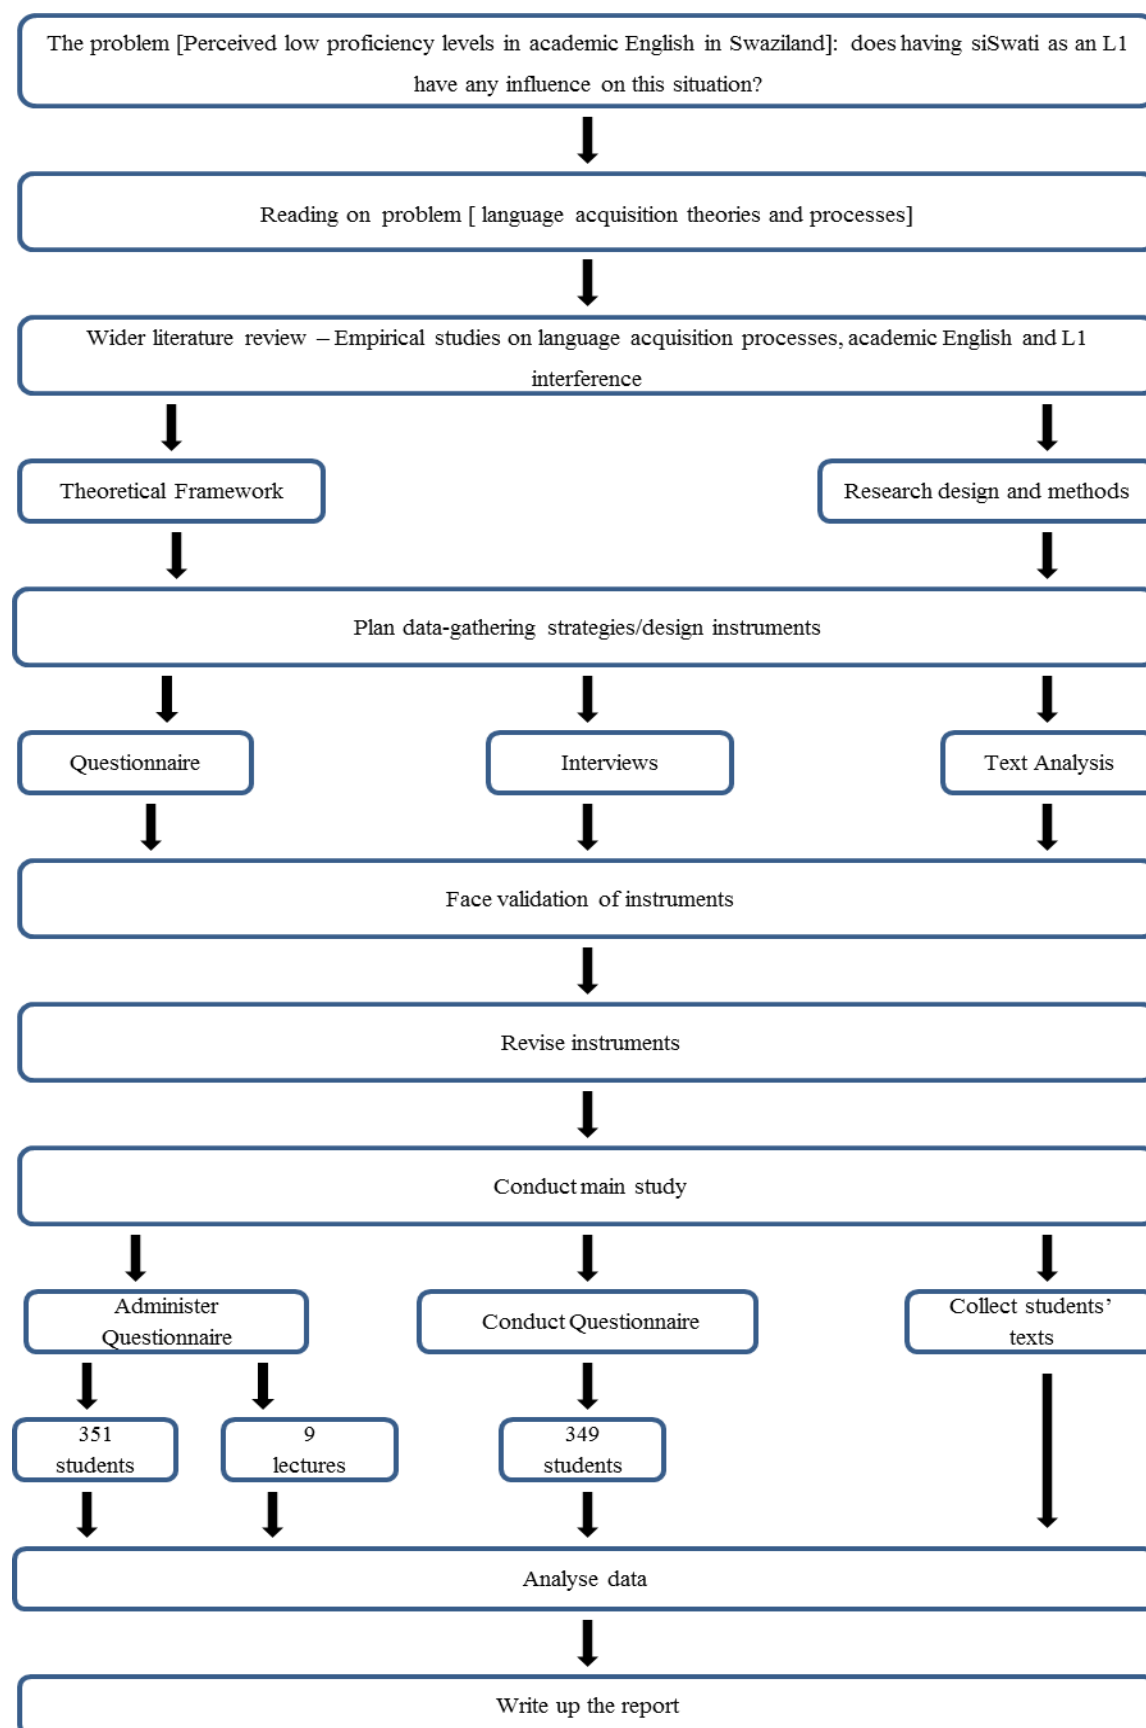 The problem [Perceived low proficiency levels in academic English in Swaziland]: does having siSwati as an L1
have any influence on this situation?
Reading on problem [ language acquisition theories and processes]
Wider literature review – Empirical studies on language acquisition processes, academic English and L1
interference
Theoretical Framework
Research design and methods
Plan data-gathering strategies/design instruments
Questionnaire
Interviews
Text Analysis
Face validation of instruments
Revise instruments
Conduct main study
Administer
Questionnaire
Conduct Questionnaire
Collect students’
texts
351
students
9
lectures
349
students
Analyse data
Write up the report